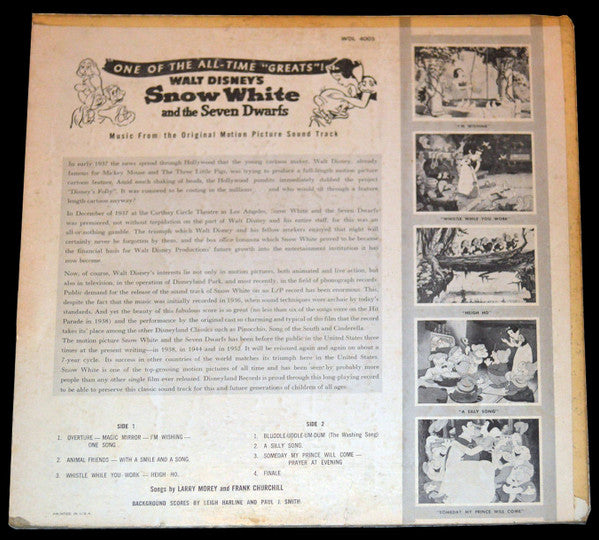 WDL 4005
ONE OF THE ALL-TIME "GREATS"!
WALT DISNEY'S
Snow White
and the Seven Dwarfs
Music From the Original Motion Picture Sound Track
In early 1937 the news spread through Hollywood that the young cartoon maker, Walt Disney, already
famous for Mickey Mouse and The Three Little Pigs, was trying to produce a full-length motion picture
cartoon feature. Amid much shaking of heads, the Hollywood pundits immediately dubbed the project
"Disney's Folly". It was rumored to be costing in the millions, and who would sit through a feature
length cartoon anyway?
In December of 1937 at the Carthay Circle Theatre in Los Angeles, Snow White and the Seven Dwarfs
was premiered, not without trepidation on the part of Walt Disney and his entire staff, for this was an
all-or-nothing gamble. The triumph which Walt Disney and his fellow workers enjoyed that night will
certainly never be forgotten by them, and the box office bonanza which Snow White proved to be became
the financial basis for Walt Disney Productions' future growth into the entertainment institution it has
now become.
Now, of course, Walt Disney's interests lie not only in motion pictures, both animated and live action, but
also in television, in the operation of Disneyland Park, and most recently, in the field of phonograph records.
Public demand for the release of the sound track of Snow White on an L/P record has been enormous. This,
despite the fact that the music was initially recorded in 1936, when sound techniques were archaic by today's
standards. And yet the beauty of this fabulous score is so great (no less than six of the songs were on the Hit
Parade in 1938) and the performance by the original cast so charming and typical of the film that the record
takes its' place among the other Disneyland Classics such as Pinocchio, Song of the South and Cinderella.
The motion picture Snow White and the Seven Dwarfs has been before the public in the United States three
times at the present writing—in 1938, in 1944 and in 1952. It will be reissued again and again on about a
7-year cycle. Its success in other countries of the world matches its triumph here in the United States.
Snow White is one of the top-grossing motion pictures of all time and has been seen by probably more
people than any other single film ever released. Disneyland Records is proud through this long-playing record
to be able to preserve this classic sound track for this and future generations of children of all ages.
SIDE 1
1. OVERTURE — MAGIC MIRROR — I'M WISHING —
ONE SONG
2. ANIMAL FRIENDS — WITH A SMILE AND A SONG.
3. WHISTLE WHILE YOU WORK — HEIGH HO.
SIDE 2
1. BLUDDLE-UDDLE-UM-DUM (The Washing Song)
2. A SILLY SONG.
3. SOMEDAY MY PRINCE WILL COME —
PRAYER AT EVENING
4. FINALE
Songs by LARRY MOREY and FRANK CHURCHILL
BACKGROUND SCORES BY LEIGH HARLINE AND PAUL J. SMITH.
PRINTED IN U.S.A.
"I'M WISHING"
"WHISTLE WHILE YOU WORK"
"HEIGH HO"
"A SILLY SONG"
"SOMEDAY MY PRINCE WILL COME"